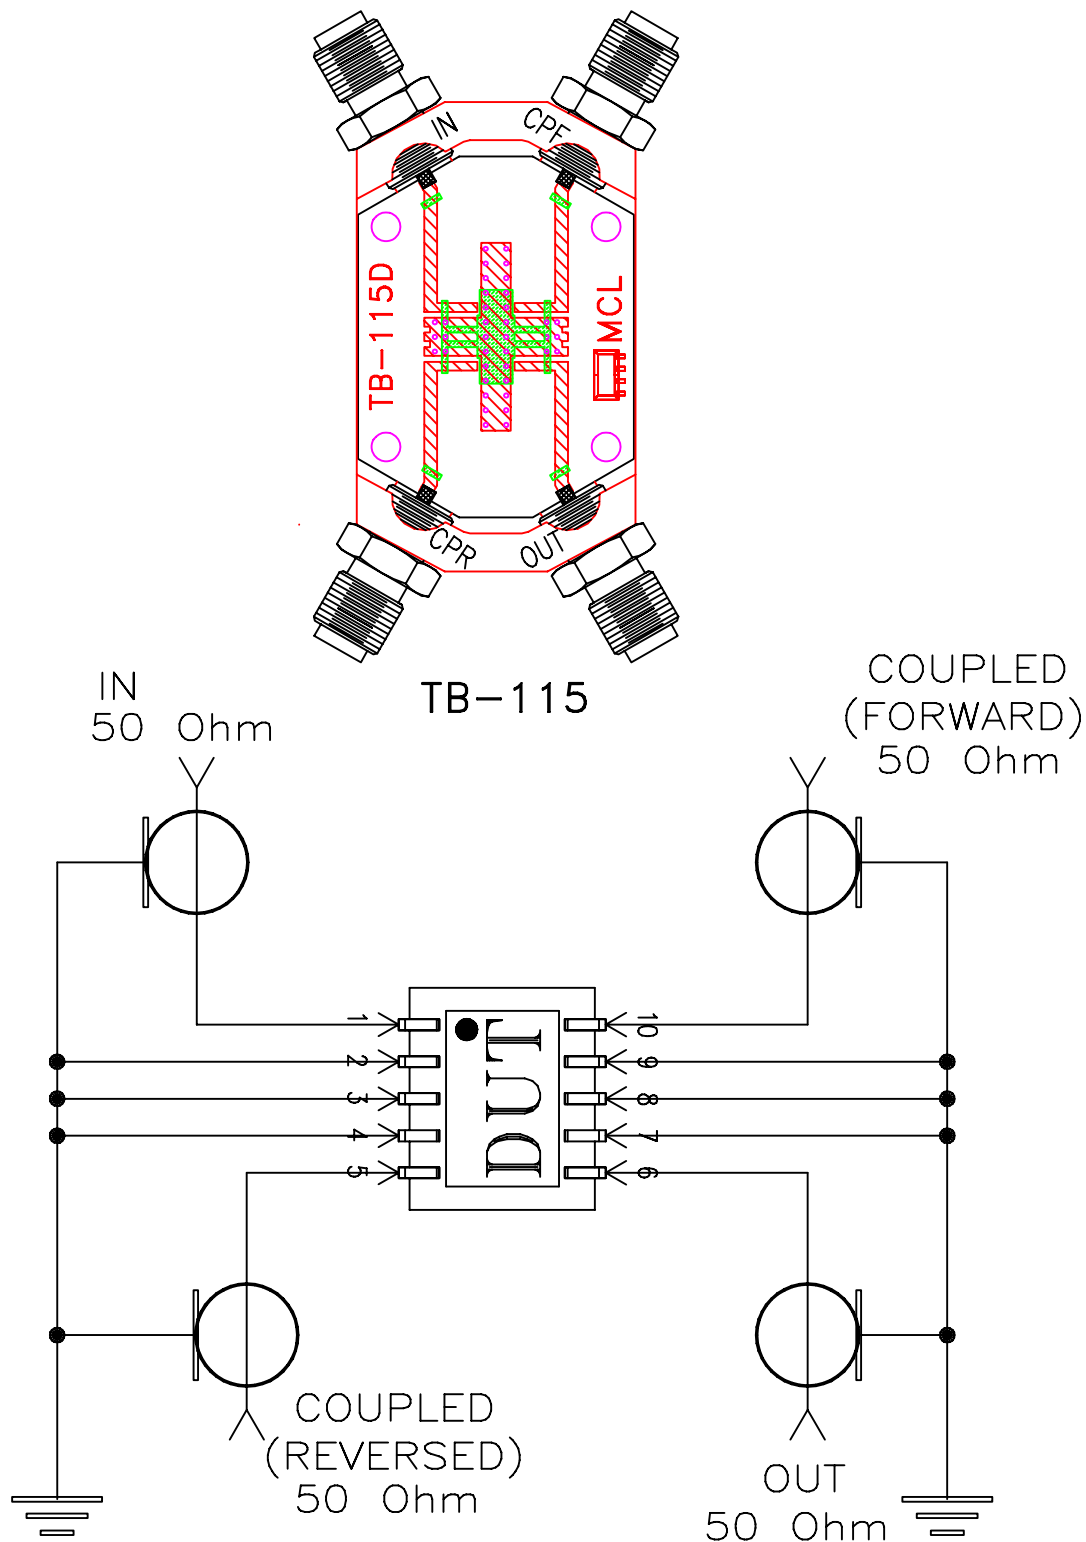 IN
CPF
TB-115D
MCL
CPR
OUT
TB-115
IN
50 Ohm
COUPLED
(FORWARD)
50 Ohm
1
10
2
9
3
8
4
7
5
6
DUT
COUPLED
(REVERSED)
50 Ohm
OUT
50 Ohm